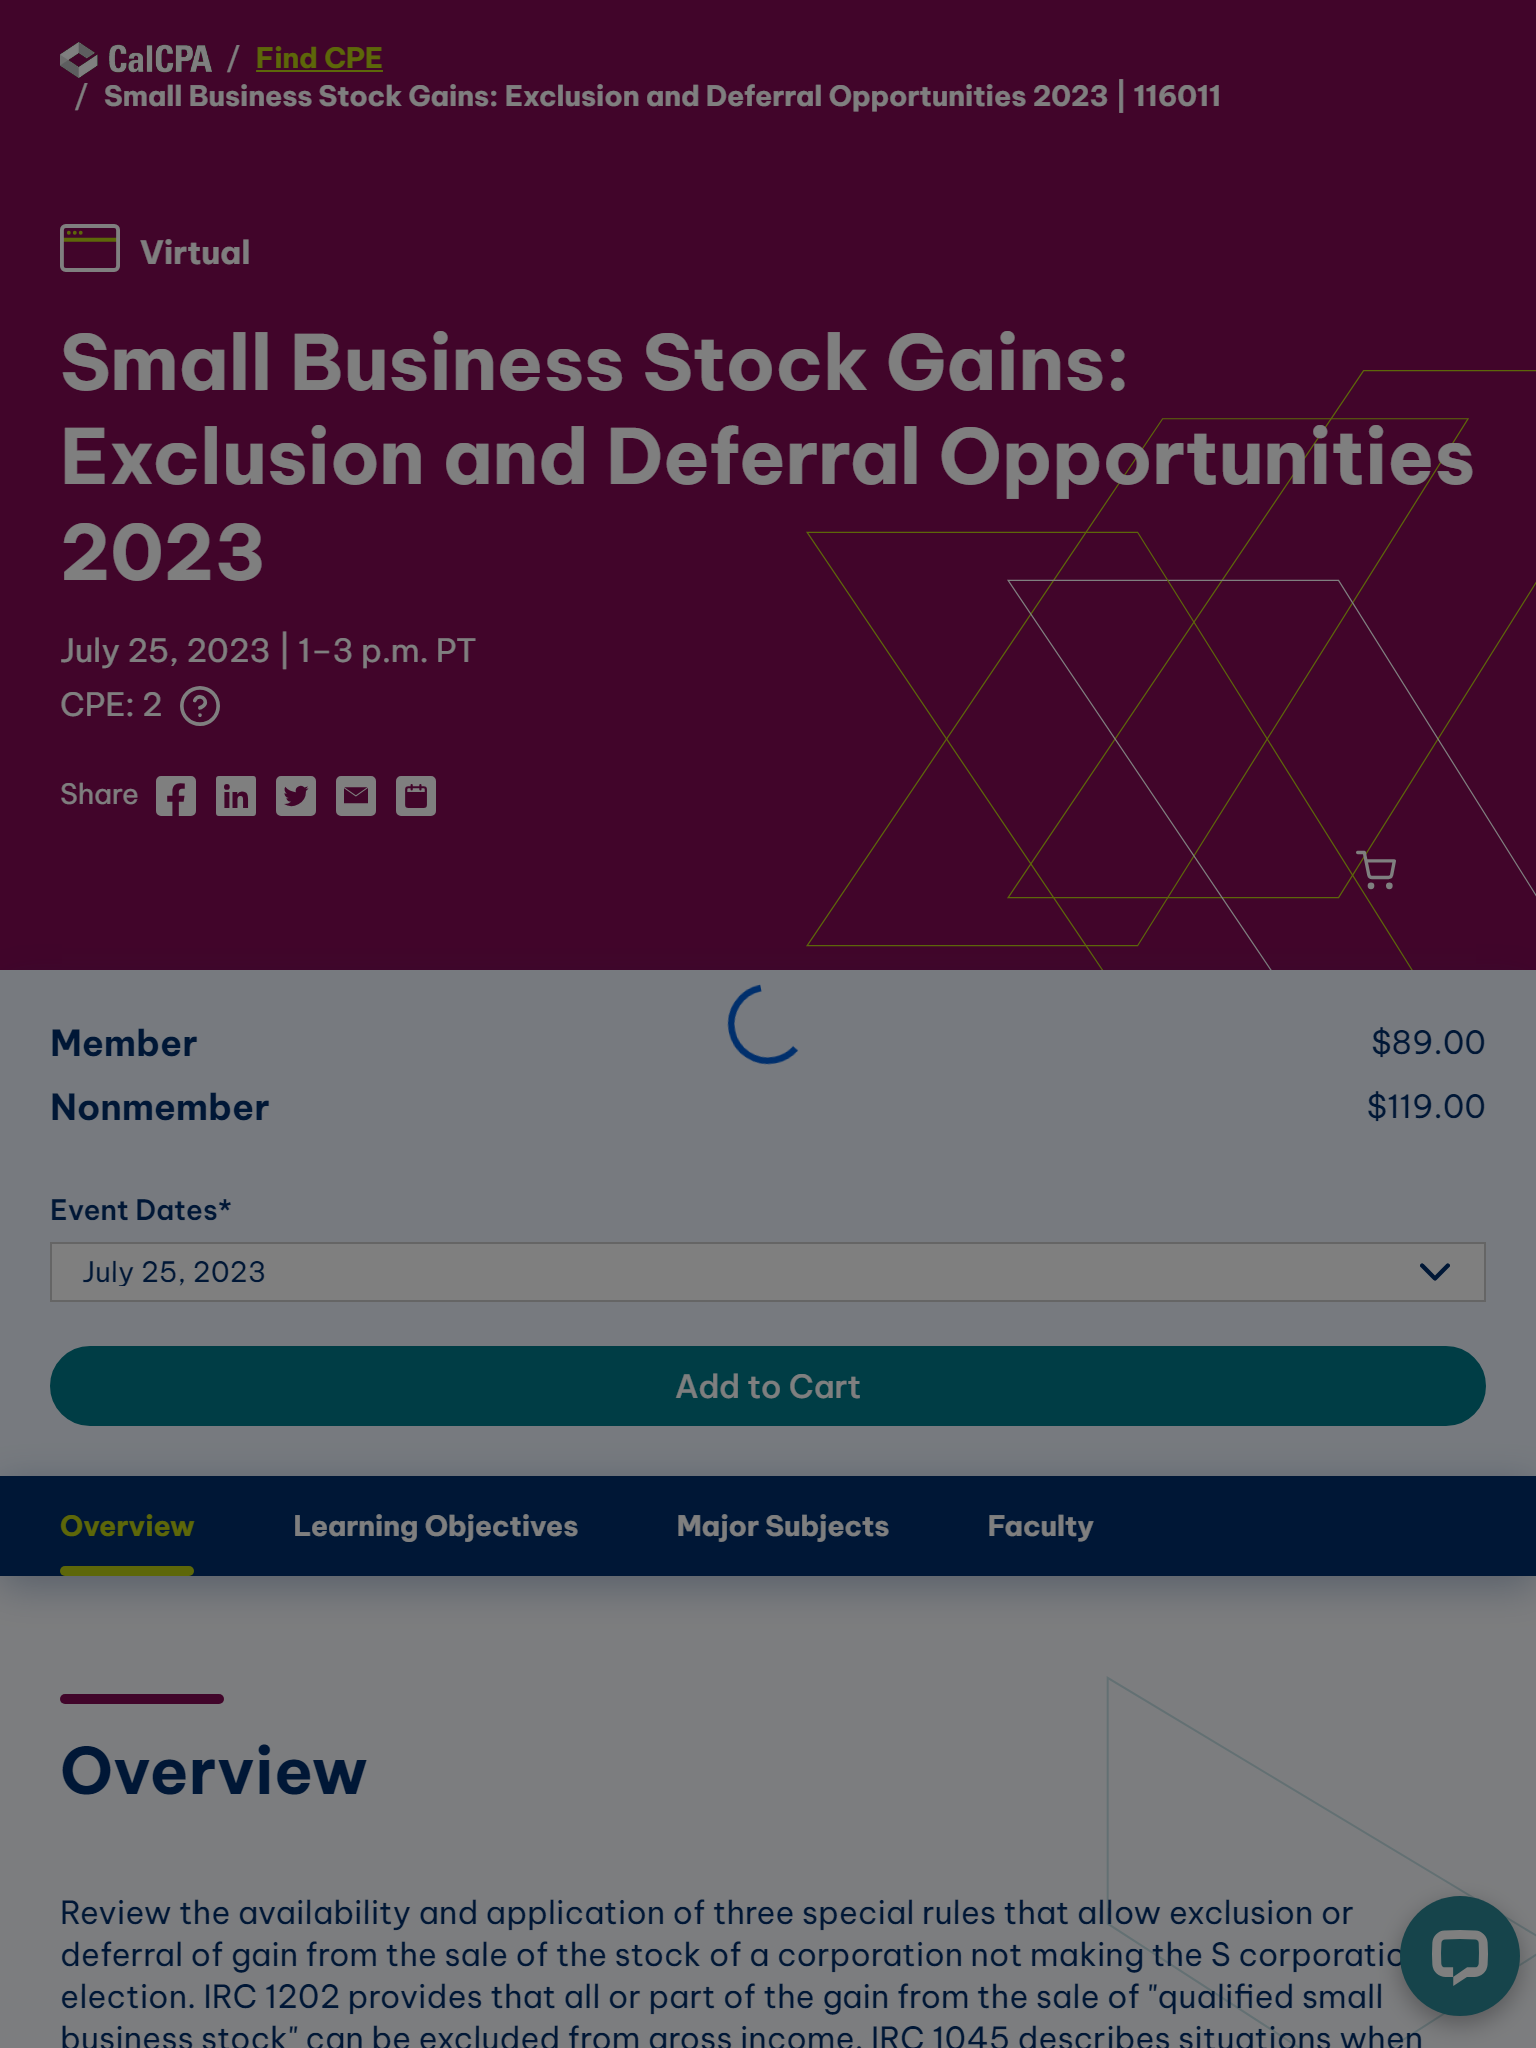 CalCPA / Find CPE
/ Small Business Stock Gains: Exclusion and Deferral Opportunities 2023 | 116011
Virtual
Small Business Stock Gains:
Exclusion and Deferral Opportunities
2023
July 25, 2023 | 1–3 p.m. PT
CPE: 2 ?
Share
Member $89.00
Nonmember $119.00
Event Dates*
July 25, 2023
Add to Cart
Overview Learning Objectives Major Subjects Faculty
Overview
Review the availability and application of three special rules that allow exclusion or
deferral of gain from the sale of the stock of a corporation not making the S corporatio
election. IRC 1202 provides that all or part of the gain from the sale of "qualified small
business stock" can be excluded from gross income. IRC 1045 describes situations when